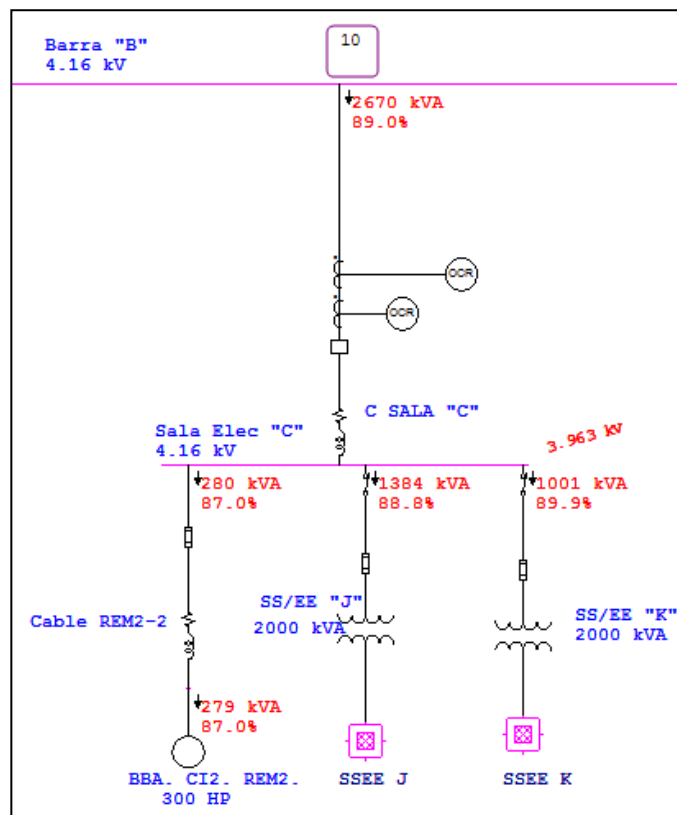 Barra "B"
4.16 kV
10
2670 kVA
89.0%
OCR
OCR
C SALA "C"
Sala Elec "C"
4.16 kV
3.963 kV
280 kVA
87.0%
1384 kVA
88.8%
1001 kVA
89.9%
SS/EE "J"
2000 kVA
SS/EE "K"
2000 kVA
Cable REM2-2
279 kVA
87.0%
BBA. CI2. REM2.
300 HP
SSEE J
SSEE K